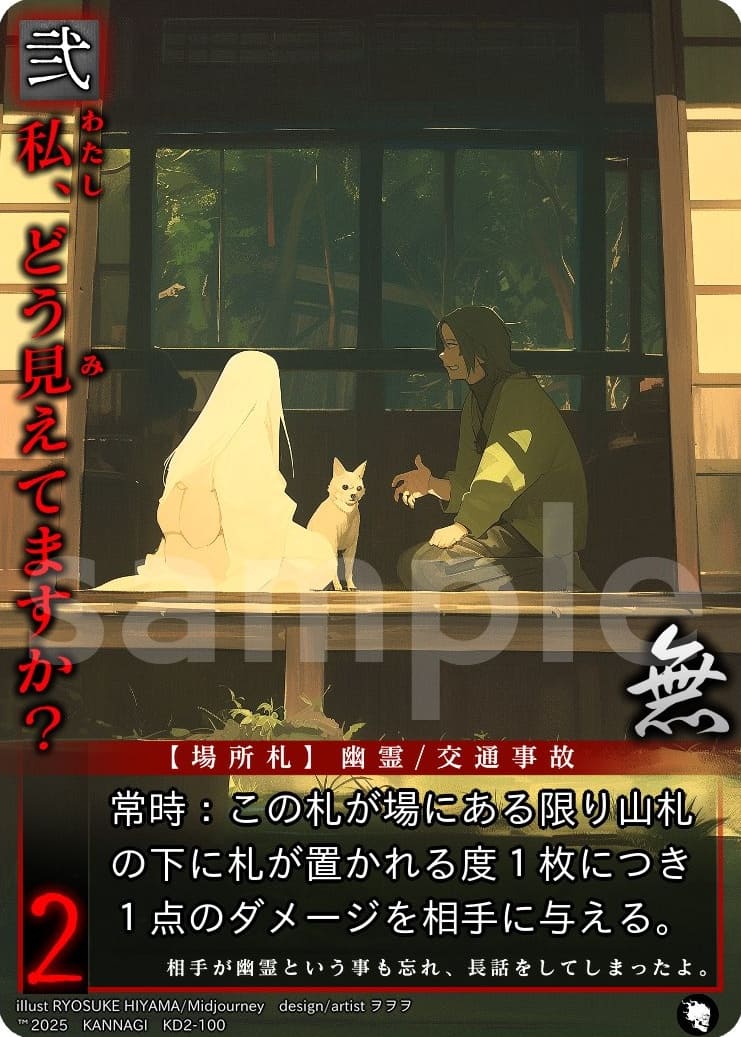 弐
私、どう見えてますか?
わたし
み
sample
無
【場所札】幽霊/交通事故
常時：この札が場にある限り山札
の下に札が置かれる度1枚につき
1点のダメージを相手に与える。
2
相手が幽霊という事も忘れ、長話をしてしまったよ。
illust RYOSUKE HIYAMA/Midjourney design/artist ヲヲヲ
™2025 KANNAGI KD2-100